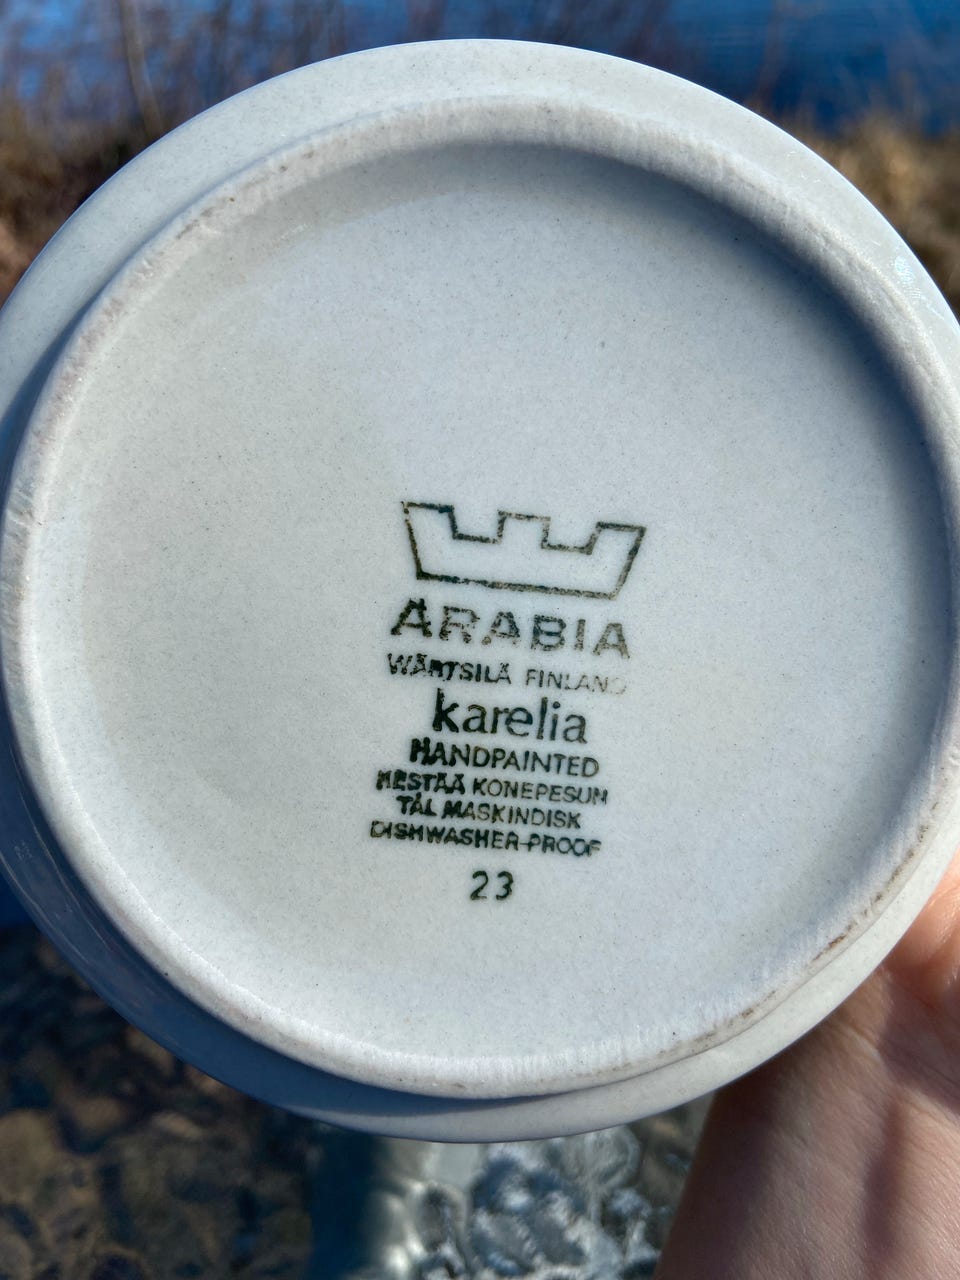 ARABIA
WÄRTSILÄ FINLAND
karelia
HANDPAINTED
KESTÄÄ KONEPESUN
TÅL MASKINDISK
DISHWASHER-PROOF
23